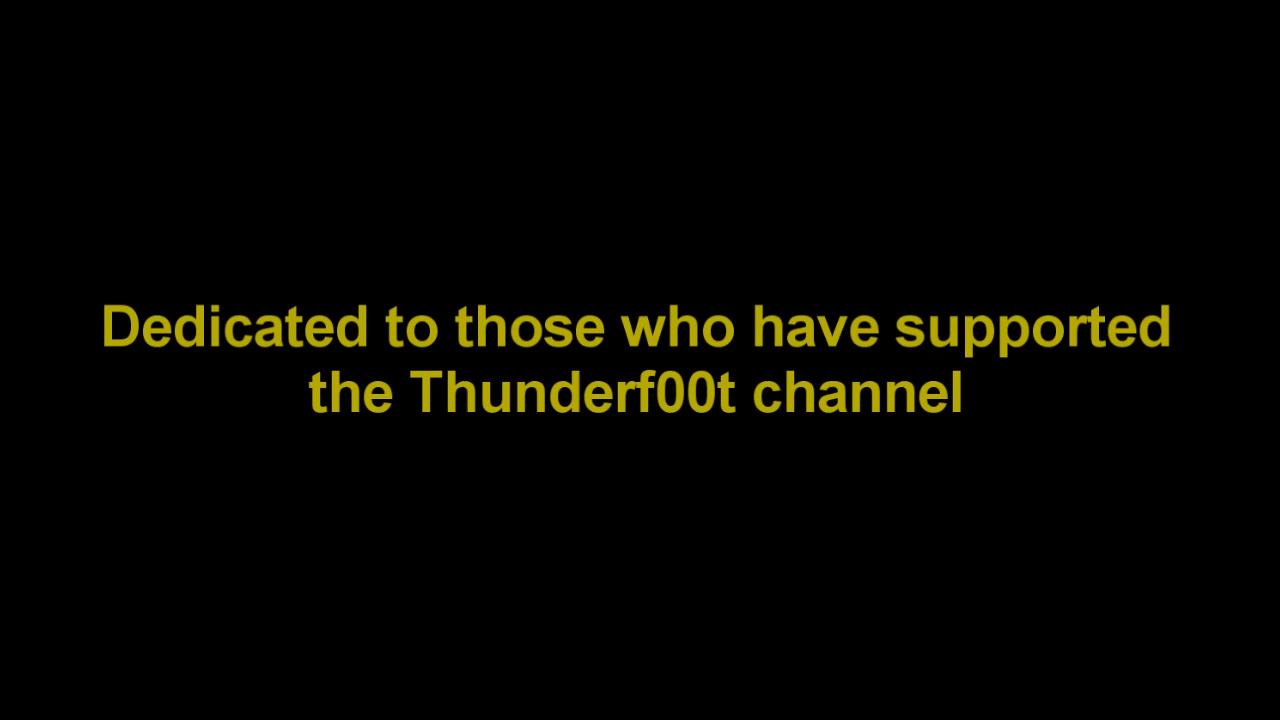 Dedicated to those who have supported
the Thunderf00t channel